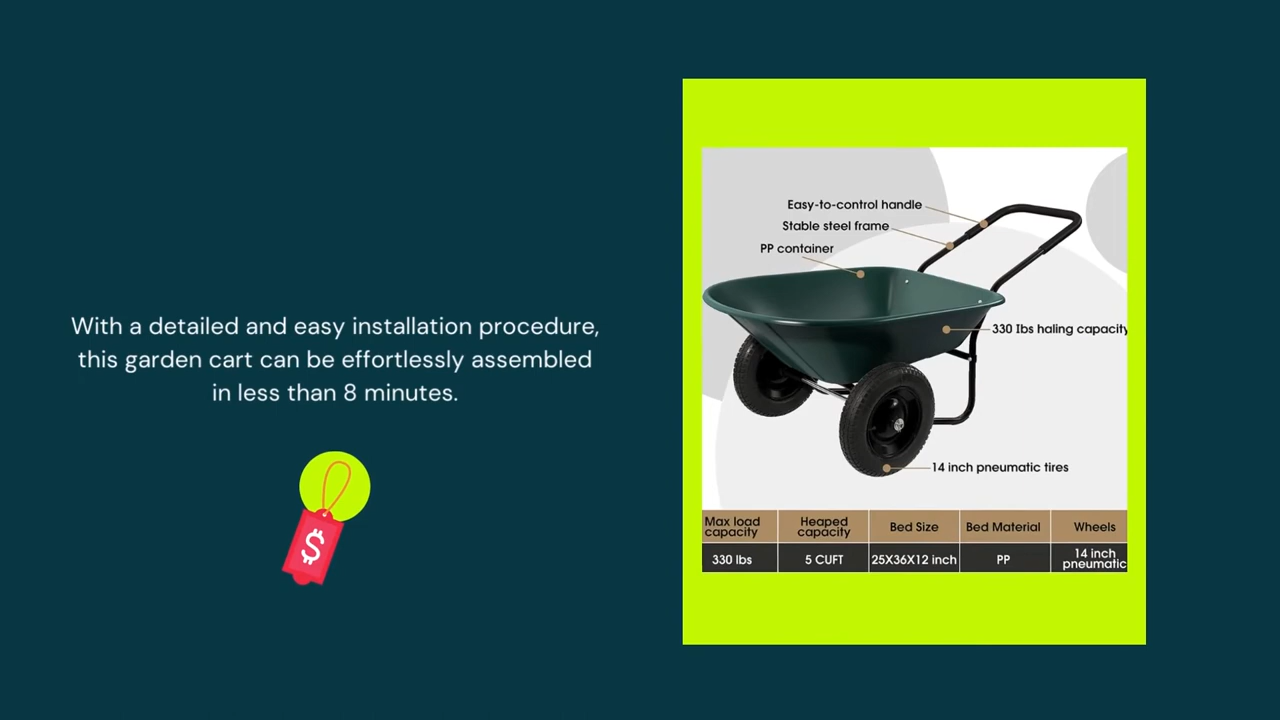 With a detailed and easy installation procedure,
this garden cart can be effortlessly assembled
in less than 8 minutes.
$
Easy-to-control handle
Stable steel frame
PP container
330 Ibs haling capacity
14 inch pneumatic tires
Max load capacity
Heaped capacity
Bed Size
Bed Material
Wheels
330 lbs
5 CUFT
25X36X12 inch
PP
14 inch pneumatic